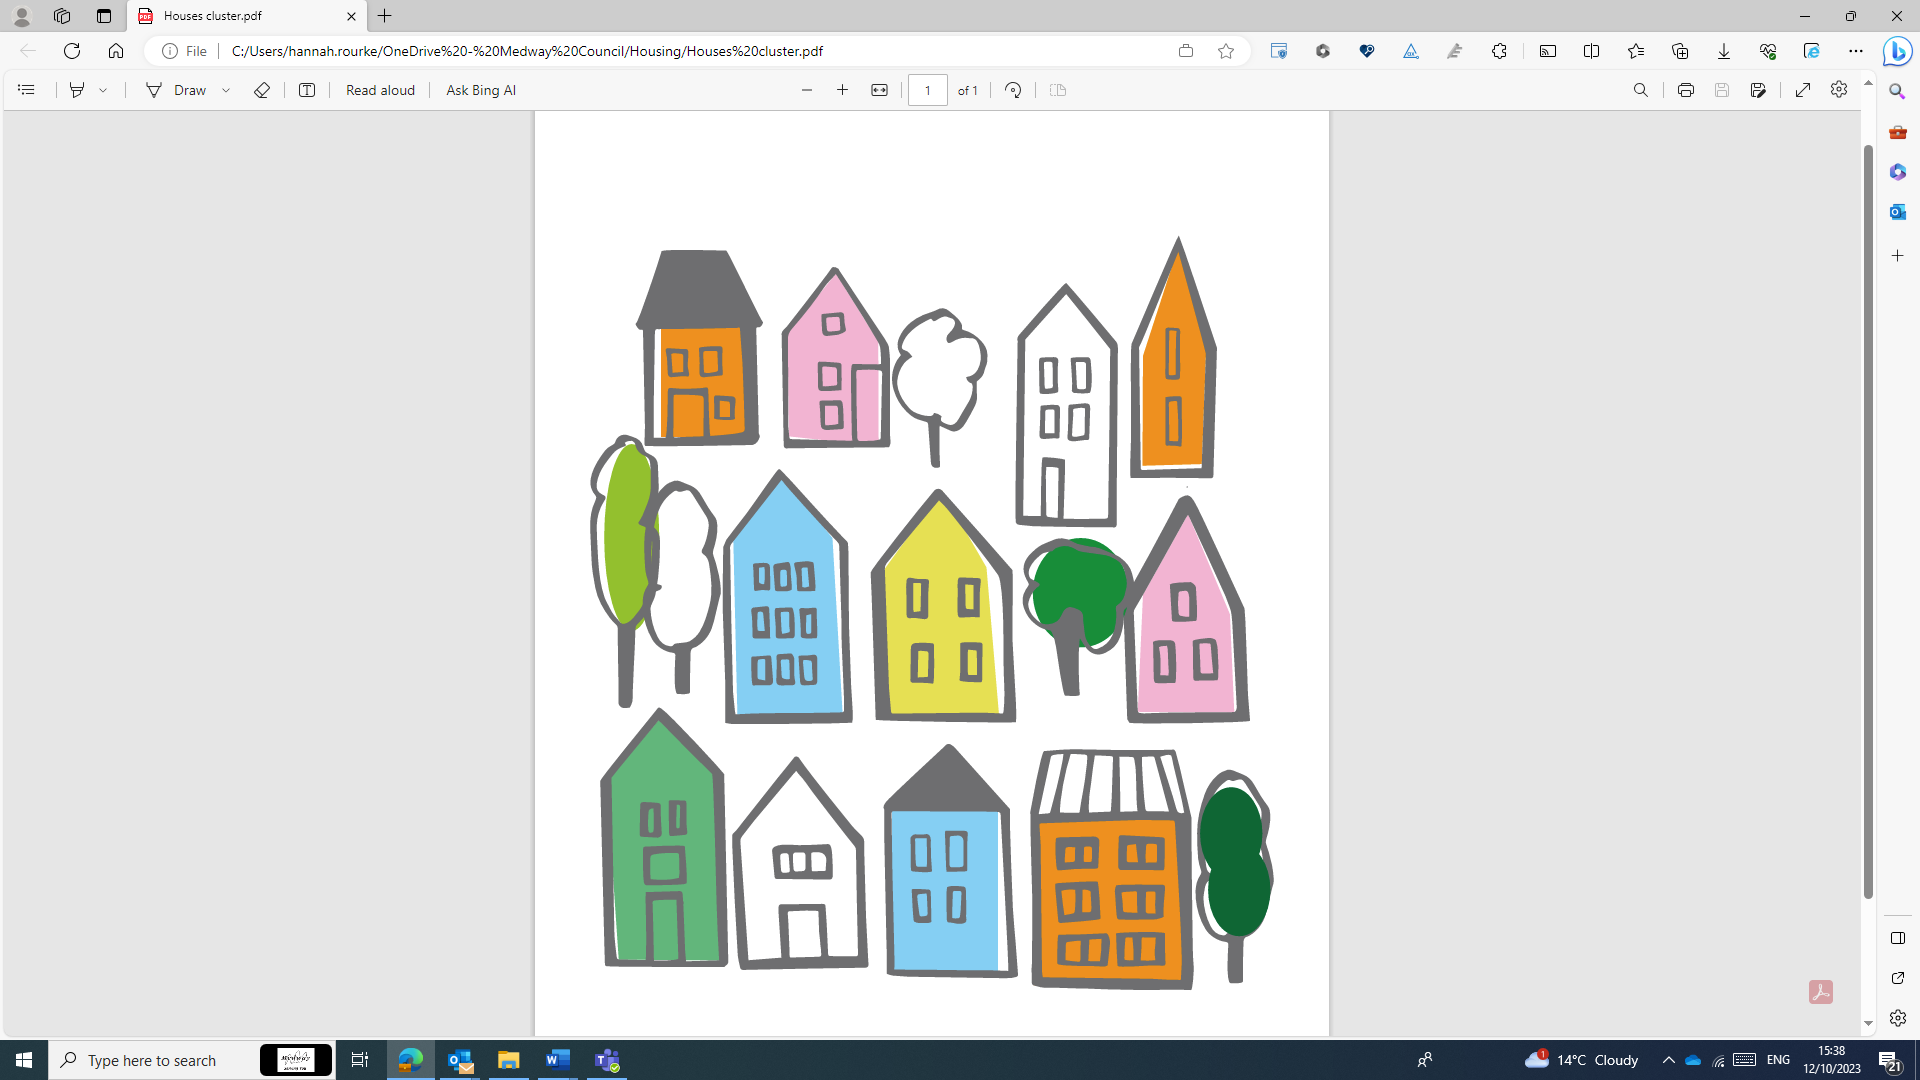 Houses cluster.pdf
File
C:/Users/hannah.rourke/OneDrive%20-%20Medway%20Council/Housing/Houses%20cluster.pdf
Draw
Read aloud
Ask Bing AI
1
of 1
Type here to search
1
14°C Cloudy
ENG
15:38
12/10/2023
21